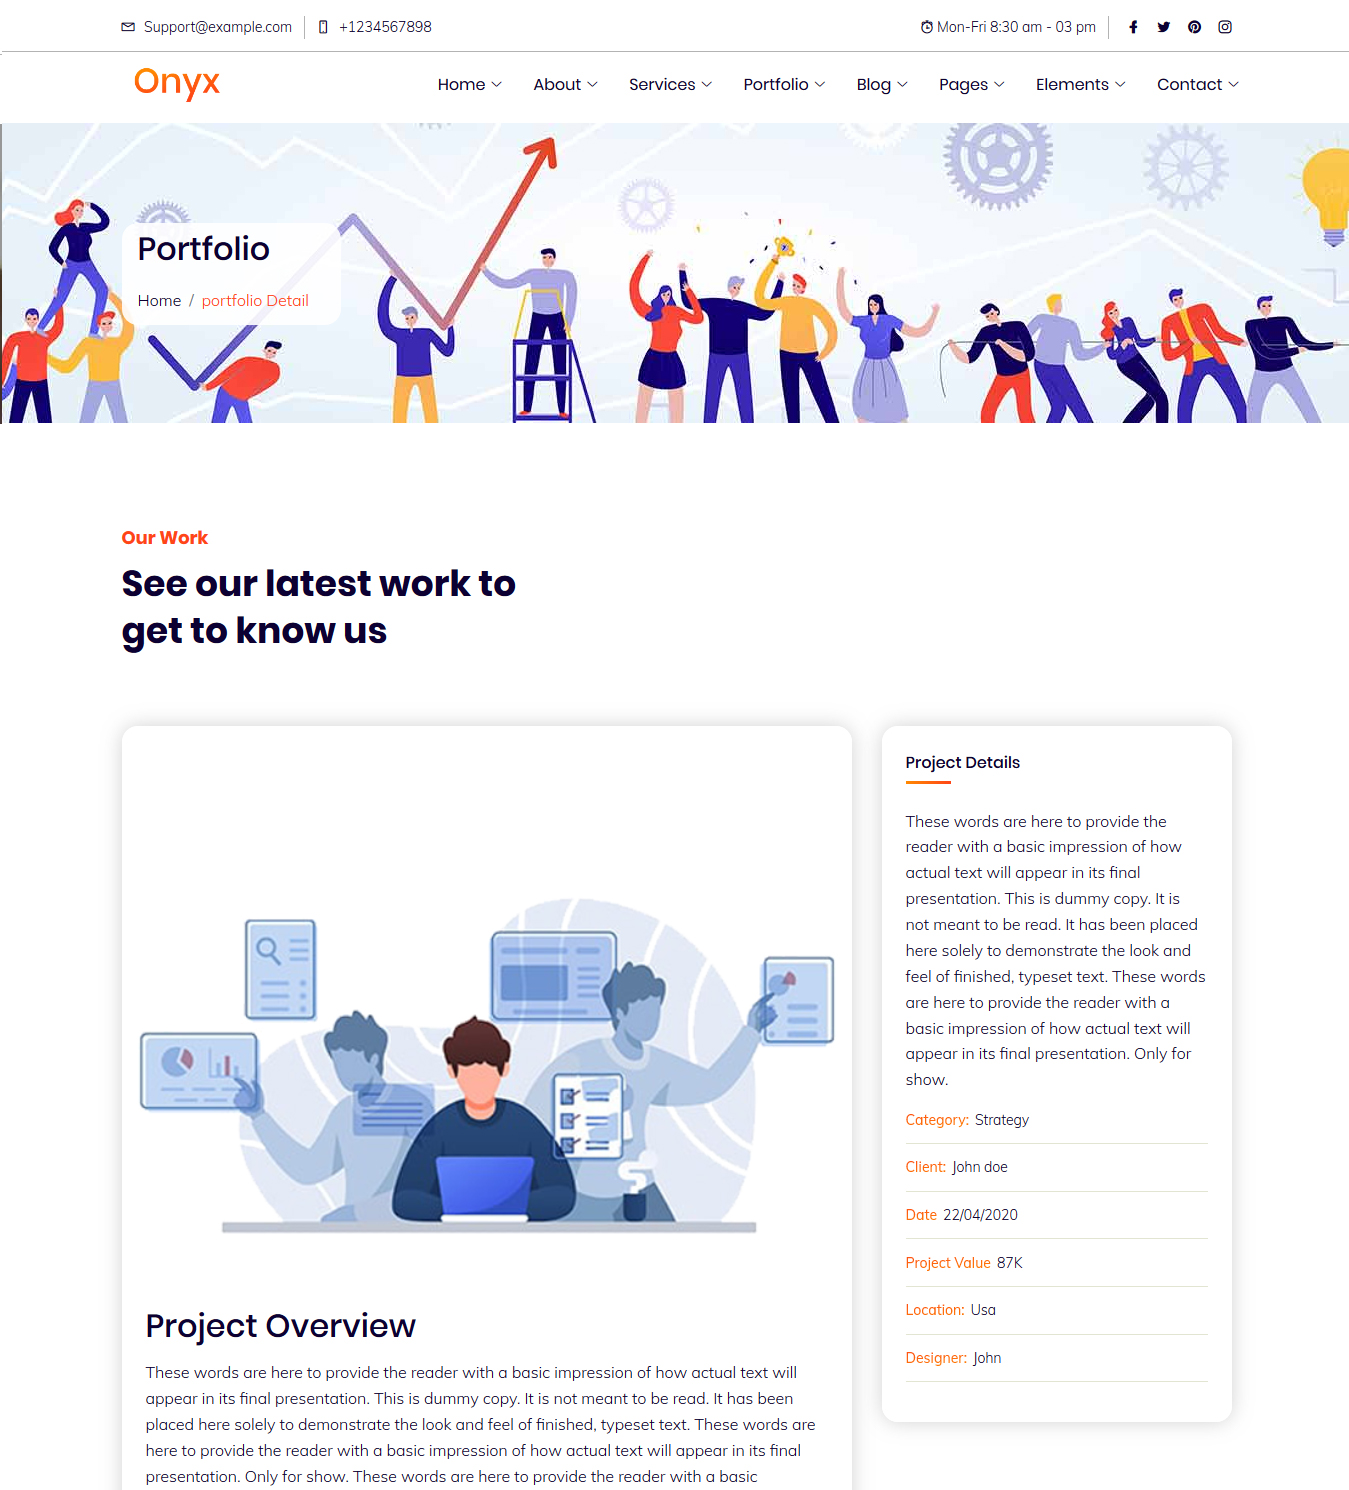 Support@example.com +1234567898 Mon-Fri 8:30 am - 03 pm
Onyx Home About Services Portfolio Blog Pages Elements Contact
Portfolio
Home / portfolio Detail
Our Work
See our latest work to
get to know us
Project Details
These words are here to provide the
reader with a basic impression of how
actual text will appear in its final
presentation. This is dummy copy. It is
not meant to be read. It has been placed
here solely to demonstrate the look and
feel of finished, typeset text. These words
are here to provide the reader with a
basic impression of how actual text will
appear in its final presentation. Only for
show.
Category: Strategy
Client: John doe
Date 22/04/2020
Project Value 87K
Location: Usa
Designer: John
Project Overview
These words are here to provide the reader with a basic impression of how actual text will
appear in its final presentation. This is dummy copy. It is not meant to be read. It has been
placed here solely to demonstrate the look and feel of finished, typeset text. These words are
here to provide the reader with a basic impression of how actual text will appear in its final
presentation. Only for show. These words are here to provide the reader with a basic